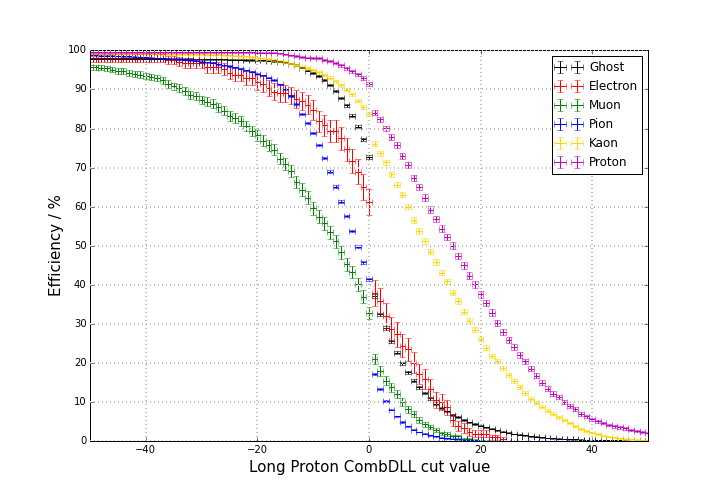 100
90
80
70
60
50
40
30
20
10
0
Efficiency / %
−40
−20
0
20
40
Long Proton CombDLL cut value
Ghost
Electron
Muon
Pion
Kaon
Proton